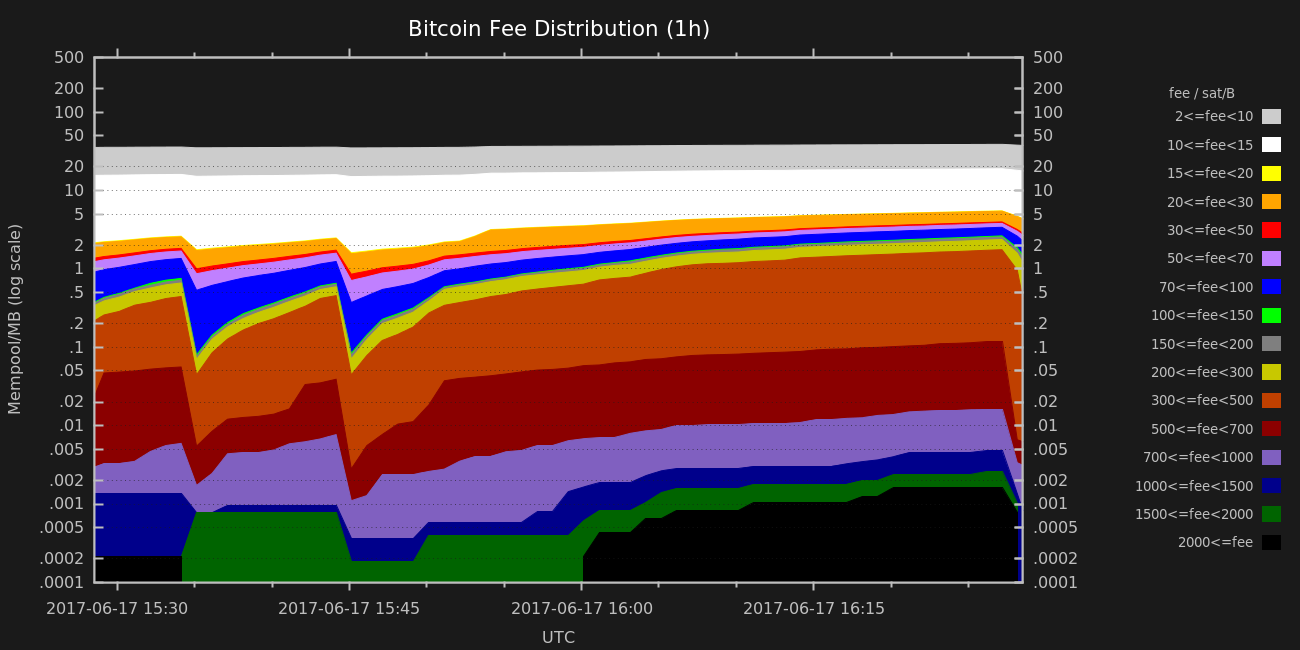 Bitcoin Fee Distribution (1h)
Mempool/MB (log scale)
500 500
200 200
100 100
50 50
20 20
10 10
5 5
2 2
1 1
.5 .5
.2 .2
.1 .1
.05 .05
.02 .02
.01 .01
.005 .005
.002 .002
.001 .001
.0005 .0005
.0002 .0002
.0001 .0001
2017-06-17 15:30 2017-06-17 15:45 2017-06-17 16:00 2017-06-17 16:15
UTC
fee / sat/B
2<=fee<10
10<=fee<15
15<=fee<20
20<=fee<30
30<=fee<50
50<=fee<70
70<=fee<100
100<=fee<150
150<=fee<200
200<=fee<300
300<=fee<500
500<=fee<700
700<=fee<1000
1000<=fee<1500
1500<=fee<2000
2000<=fee